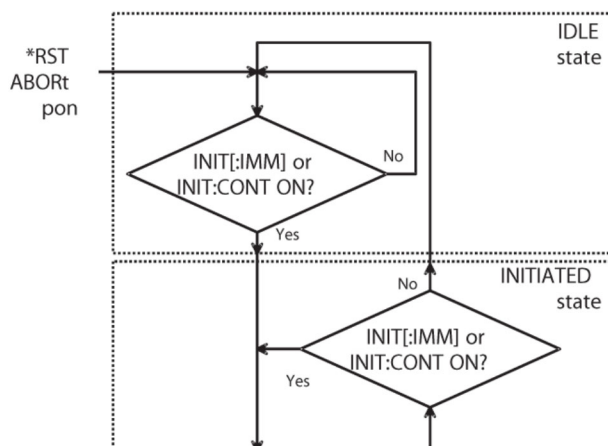 IDLE
state
*RST
ABORt
pon
INIT[:IMM] or
INIT:CONT ON?
No
Yes
INITIATED
state
No
INIT[:IMM] or
INIT:CONT ON?
Yes